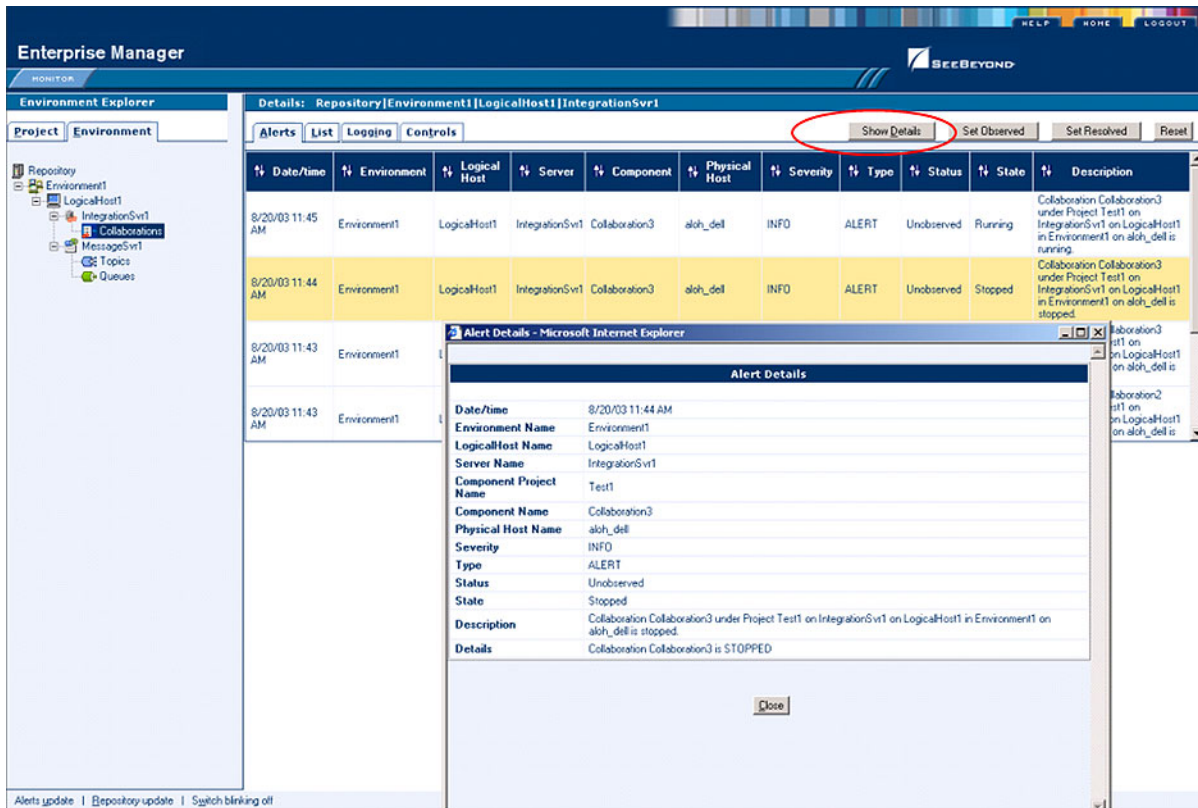 HELP HOME LOGOUT
Enterprise Manager
SEEBEYOND
MONITOR
Environment Explorer
Details: Repository|Environment1|LogicalHost1|IntegrationSvr1
Project Environment
Alerts List Logging Controls
Show Details Set Observed Set Resolved Reset
Repository
Environment1
LogicalHost1
IntegrationSvr1
Collaborations
MessageSvr1
Topics
Queues
Date/time Environment Logical Host Server Component Physical Host Severity Type Status State Description
8/20/03 11:45 AM Environment1 LogicalHost1 IntegrationSvr1 Collaboration3 aloh_dell INFO ALERT Unobserved Running
Collaboration Collaboration3
under Project Test1 on
IntegrationSvr1 on LogicalHost1
in Environment1 on aloh_dell is
running.
8/20/03 11:44 AM Environment1 LogicalHost1 IntegrationSvr1 Collaboration3 aloh_dell INFO ALERT Unobserved Stopped
Collaboration Collaboration3
under Project Test1 on
IntegrationSvr1 on LogicalHost1
in Environment1 on aloh_dell is
stopped.
8/20/03 11:43 AM Environment1
on LogicalHost1
on aloh_dell is
8/20/03 11:43 AM Environment1
on LogicalHost1
on aloh_dell is
Alert Details - Microsoft Internet Explorer
Alert Details
Date/time 8/20/03 11:44 AM
Environment Name Environment1
LogicalHost Name LogicalHost1
Server Name IntegrationSvr1
Component Project Name Test1
Component Name Collaboration3
Physical Host Name aloh_dell
Severity INFO
Type ALERT
Status Unobserved
State Stopped
Description Collaboration Collaboration3 under Project Test1 on IntegrationSvr1 on LogicalHost1 in Environment1 on
aloh_dell is stopped.
Details Collaboration Collaboration3 is STOPPED
Close
Alerts update | Repository update | Switch blinking off